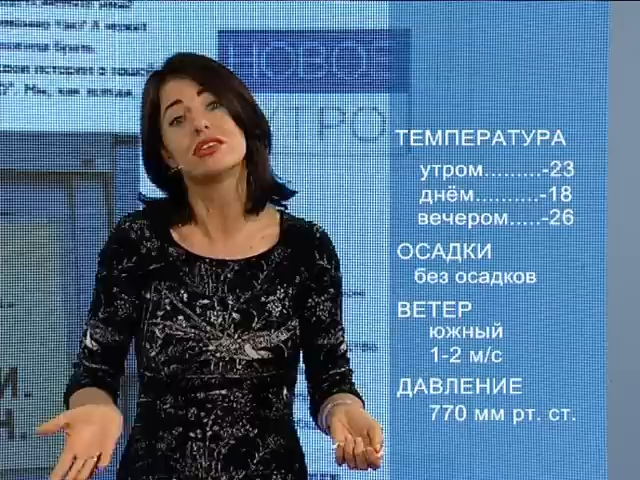 НОВОЕ
ТЕМПЕРАТУРА
утром.........-23
днём..........-18
вечером.....-26
ОСАДКИ
без осадков
ВЕТЕР
южный
1-2 м/с
ДАВЛЕНИЕ
770 мм рт. ст.